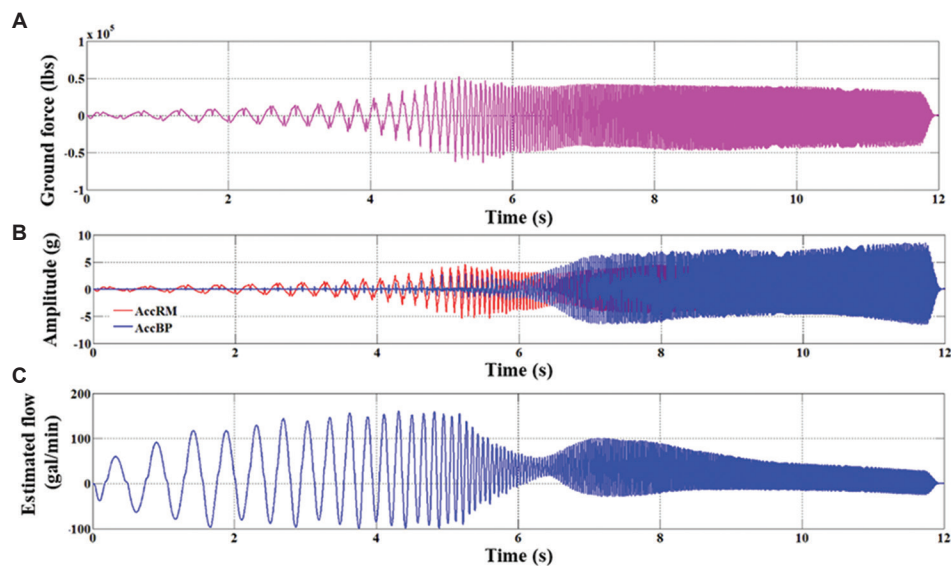 A
x 10⁵
1
0.5
0
-0.5
-1
Ground force (lbs)
0 2 4 6 8 10 12
Time (s)
B
10
5
0
-5
-10
Amplitude (g)
AccRM
AccBP
0 2 4 6 8 10 12
Time (s)
C
200
100
0
-100
Estimated flow
(gal/min)
0 2 4 6 8 10 12
Time (s)